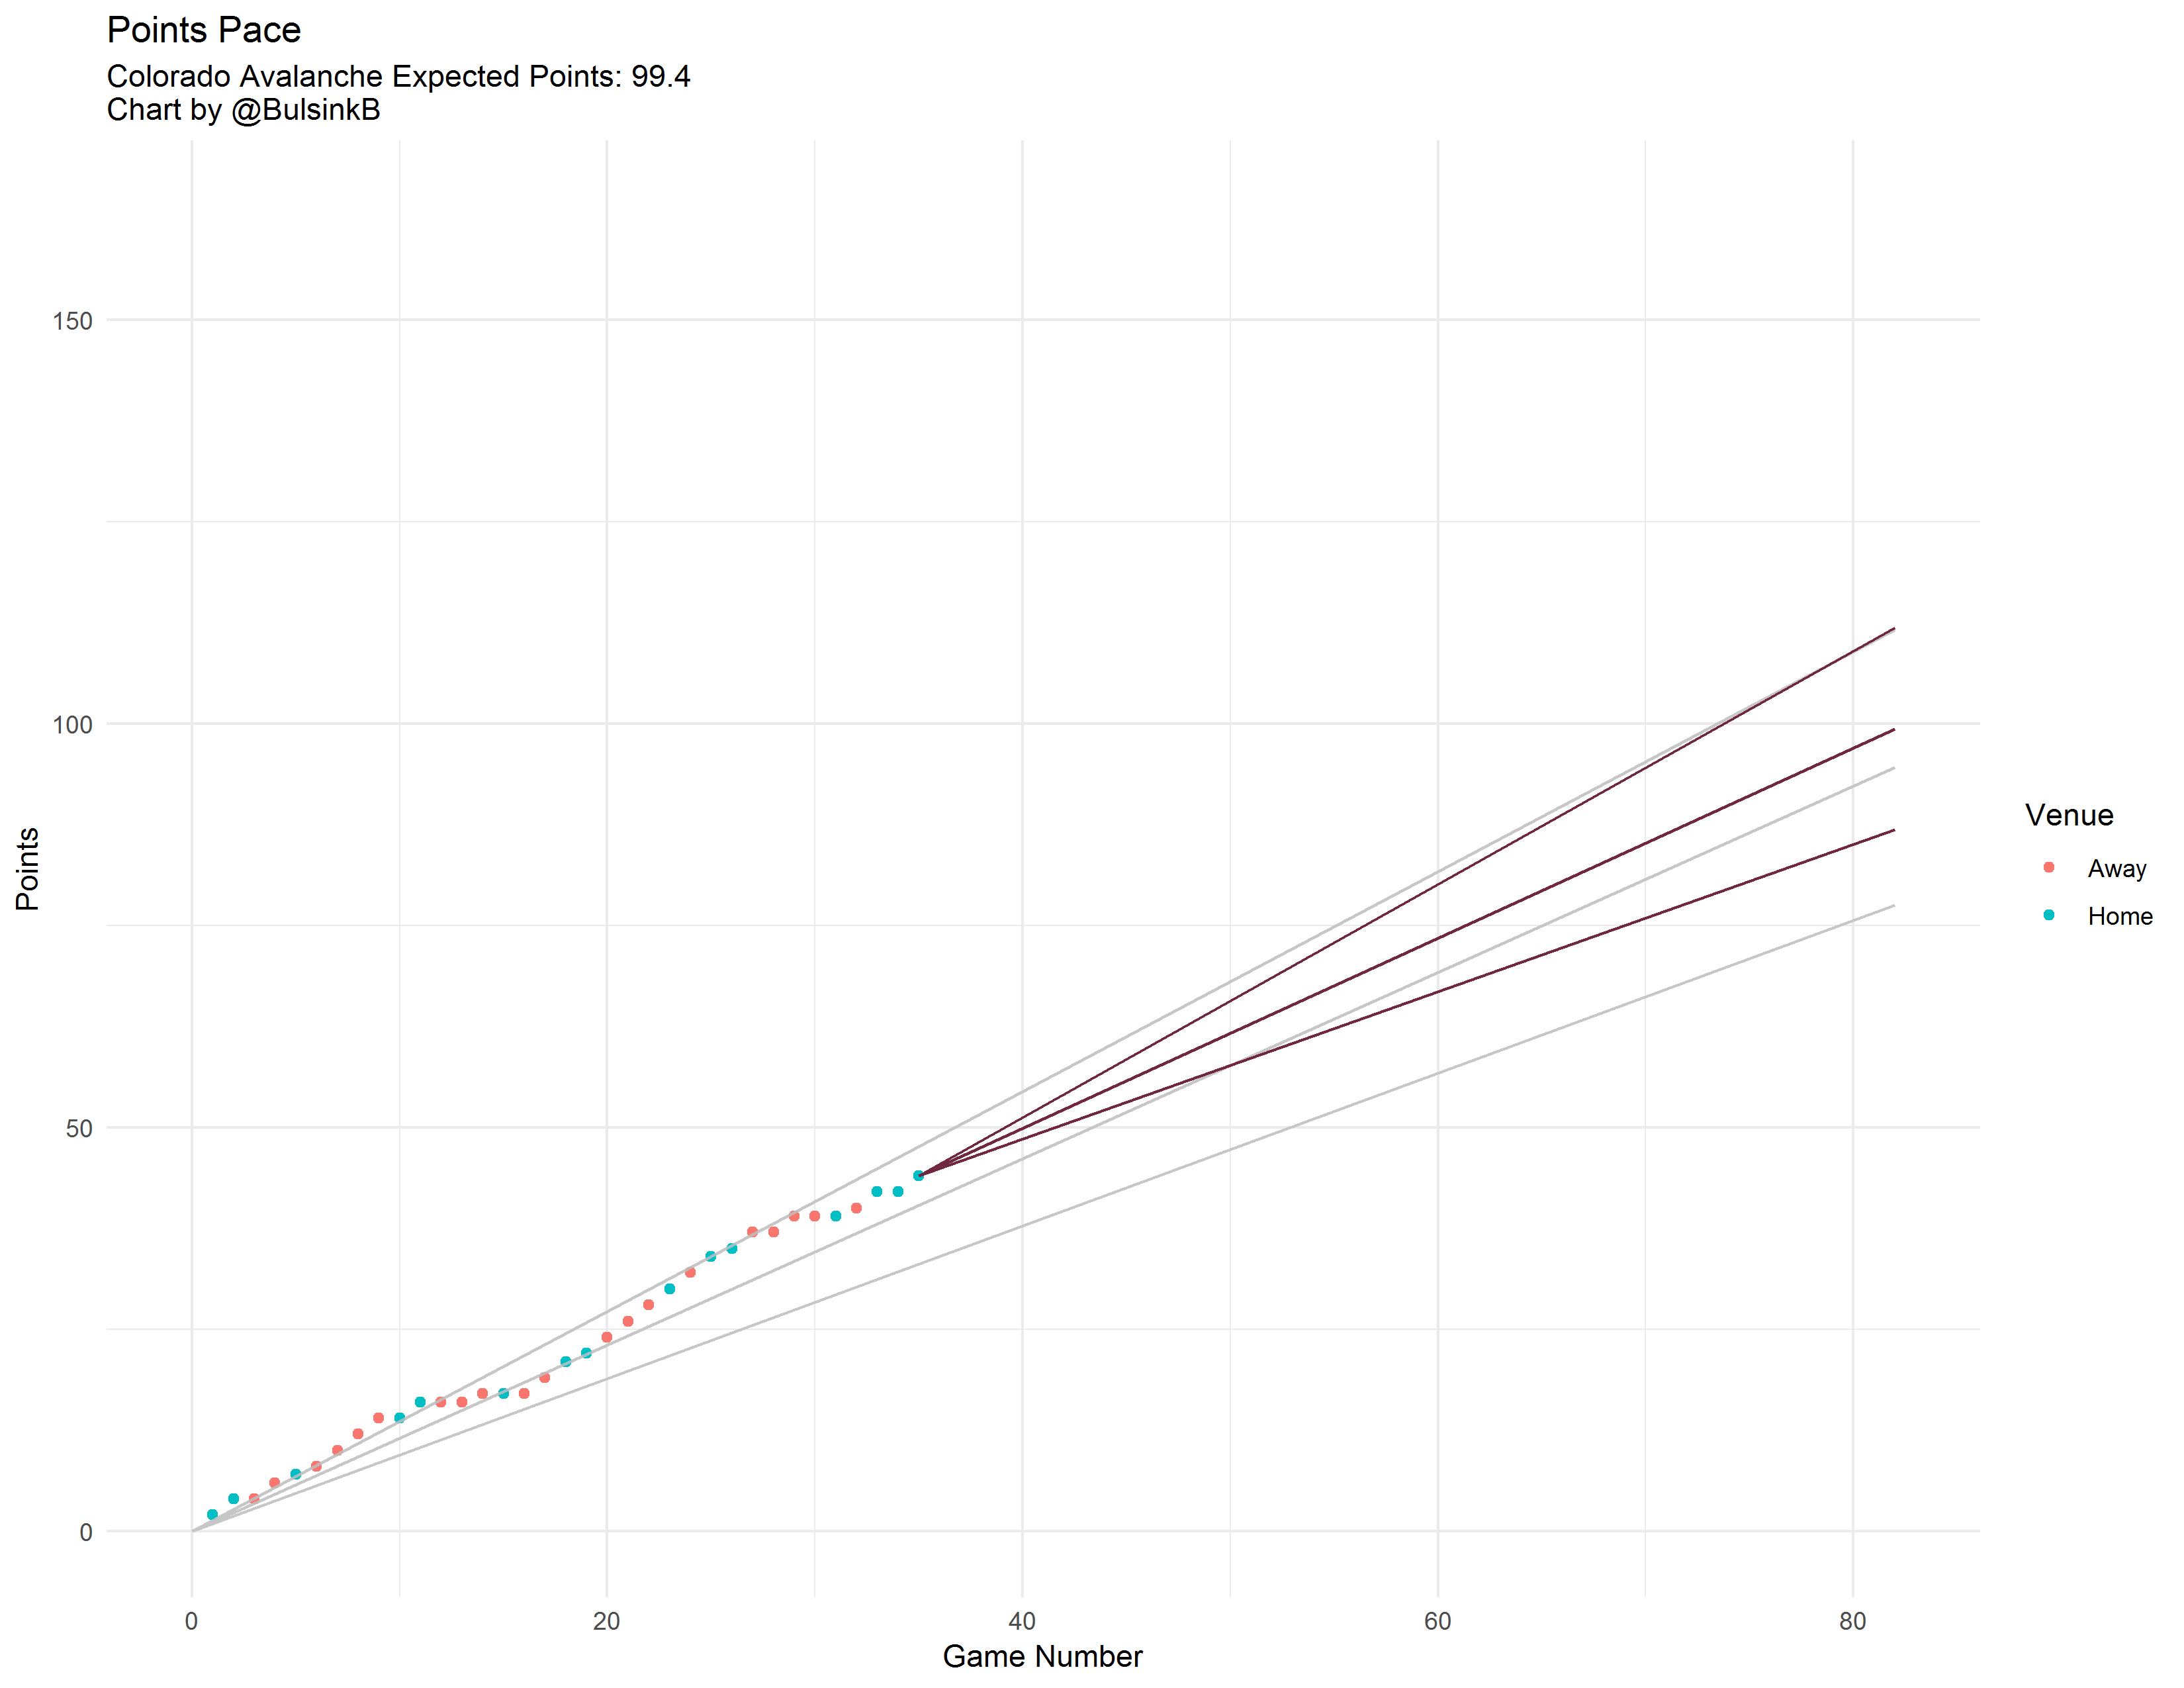 Points Pace
Colorado Avalanche Expected Points: 99.4
Chart by @BulsinkB
150
100
50
0
Points
0 20 40 60 80
Game Number
Venue
Away
Home